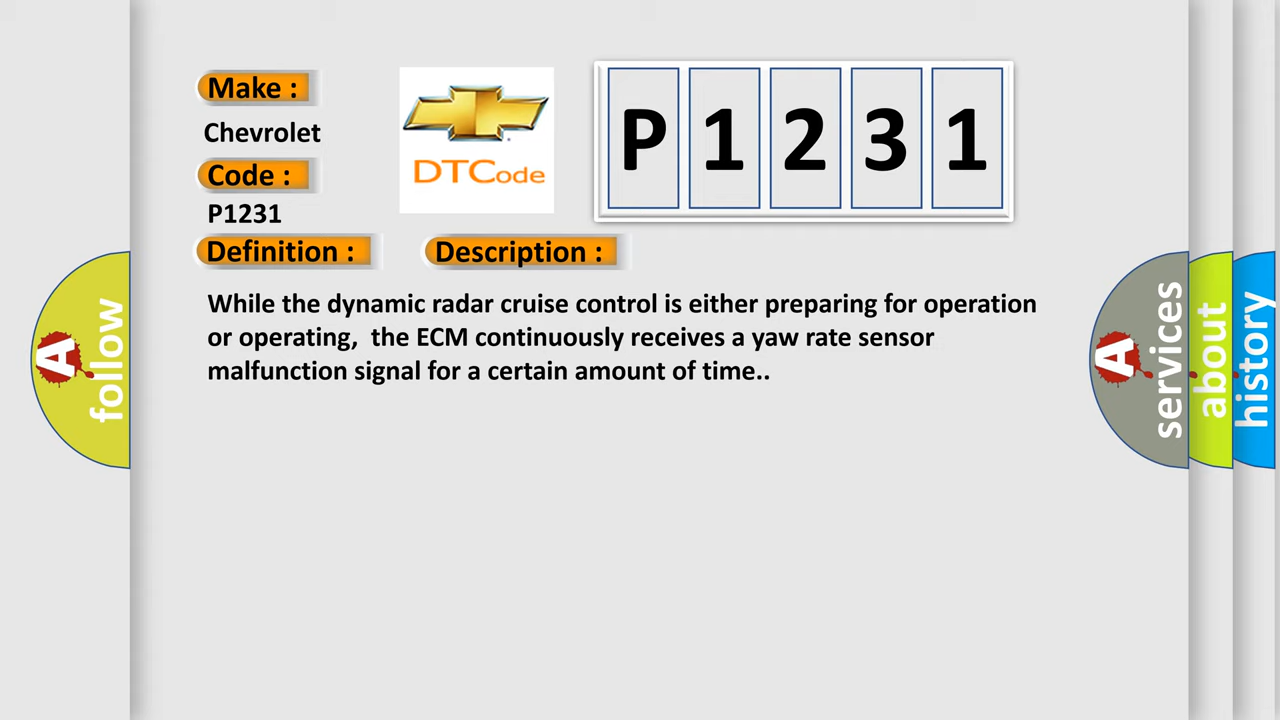 Make :
Chevrolet
Code :
P1231
DTCode
P 1 2 3 1
Definition :
Description :
While the dynamic radar cruise control is either preparing for operation
or operating,  the ECM continuously receives a yaw rate sensor
malfunction signal for a certain amount of time..
A follow
A services
about
history